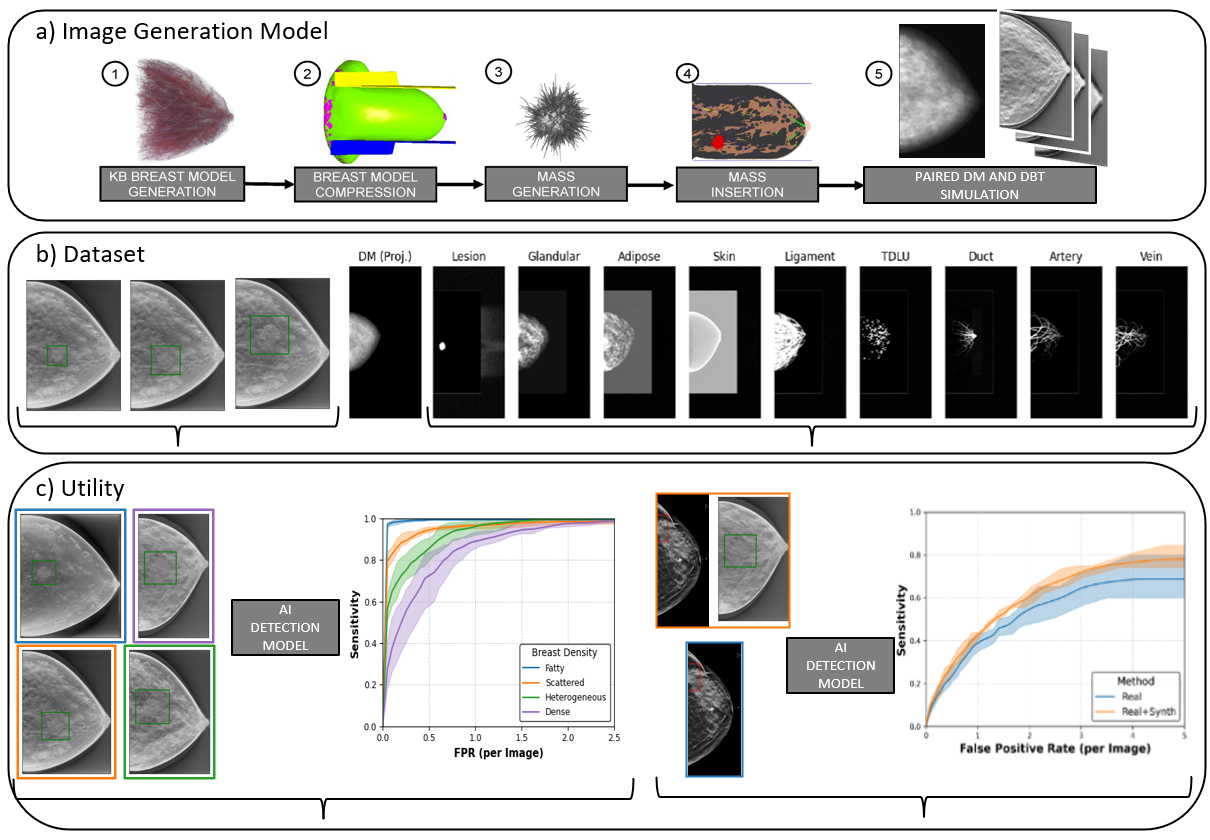 a) Image Generation Model
1
2
3
4
5
KB BREAST MODEL
GENERATION
BREAST MODEL
COMPRESSION
MASS
GENERATION
MASS
INSERTION
PAIRED DM AND DBT
SIMULATION
b) Dataset
DM (Proj.)
Lesion
Glandular
Adipose
Skin
Ligament
TDLU
Duct
Artery
Vein
c) Utility
AI
DETECTION
MODEL
Sensitivity
1.0
0.8
0.6
0.4
0.2
0.0
Breast Density
Fatty
Scattered
Heterogeneous
Dense
0.0
0.5
1.0
1.5
2.0
2.5
FPR (per Image)
AI
DETECTION
MODEL
Sensitivity
1.0
0.8
0.6
0.4
0.2
0.0
Method
Real
Real+Synth
0
1
2
3
4
5
False Positive Rate (per Image)